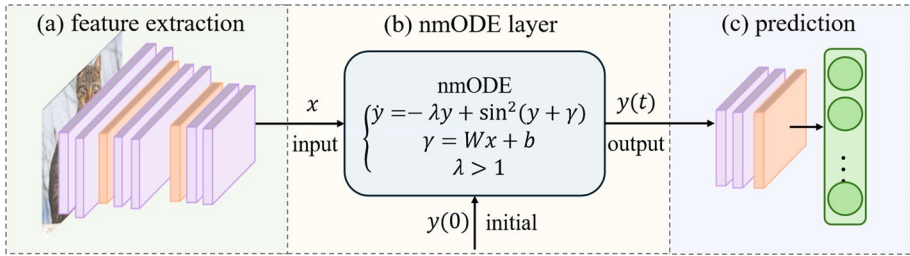 (a) feature extraction
(b) nmODE layer
(c) prediction
x
input
nmODE
ẏ =− λy + sin²(y + γ)
γ = Wx + b
λ > 1
y(t)
output
y(0) initial